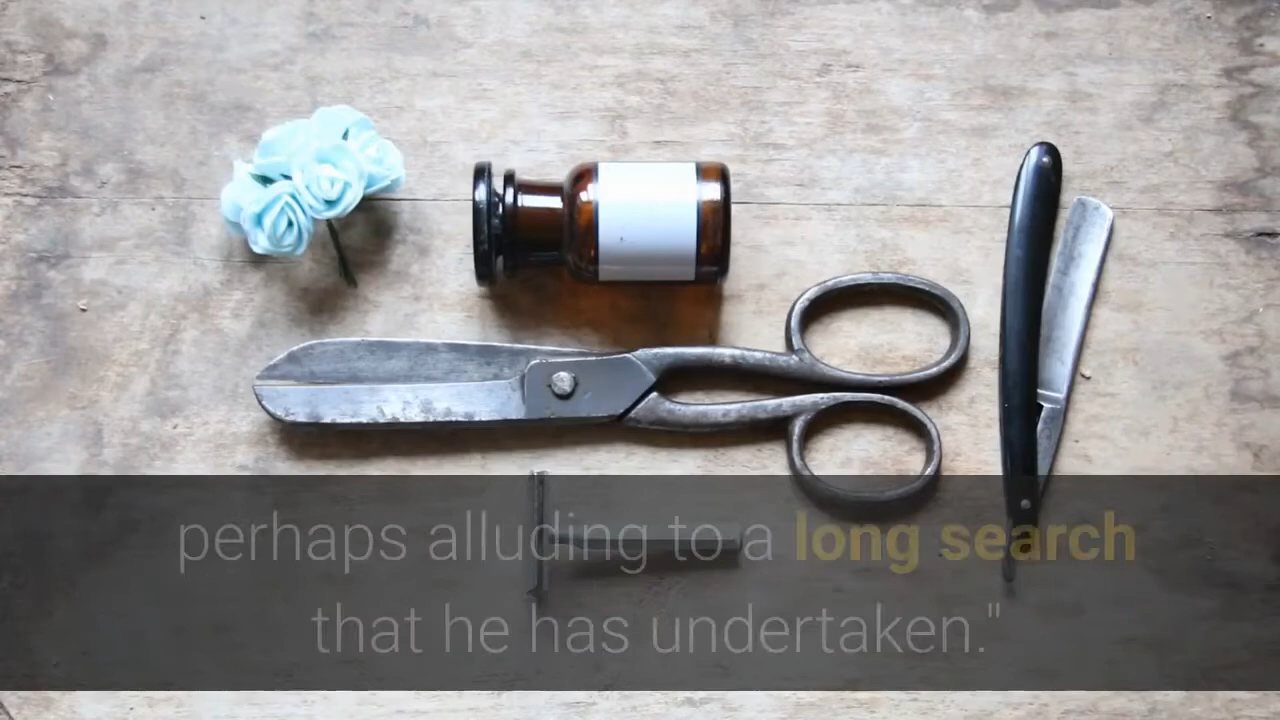 perhaps alluding to a long search
that he has undertaken."